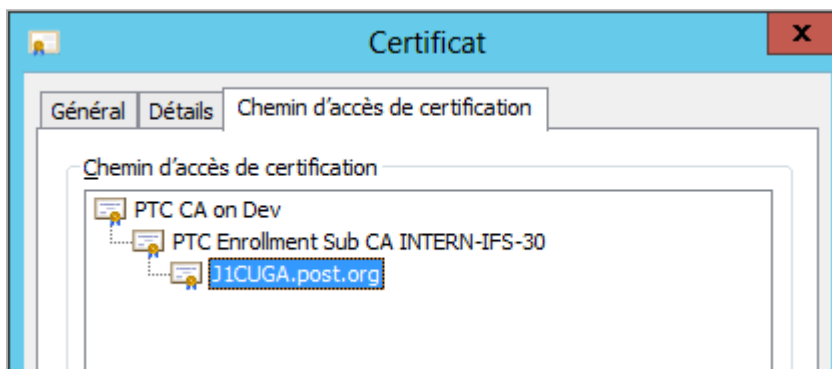 Certificat
x
Général Détails Chemin d'accès de certification
Chemin d'accès de certification
PTC CA on Dev
PTC Enrollment Sub CA INTERN-IFS-30
J1CUGA.post.org